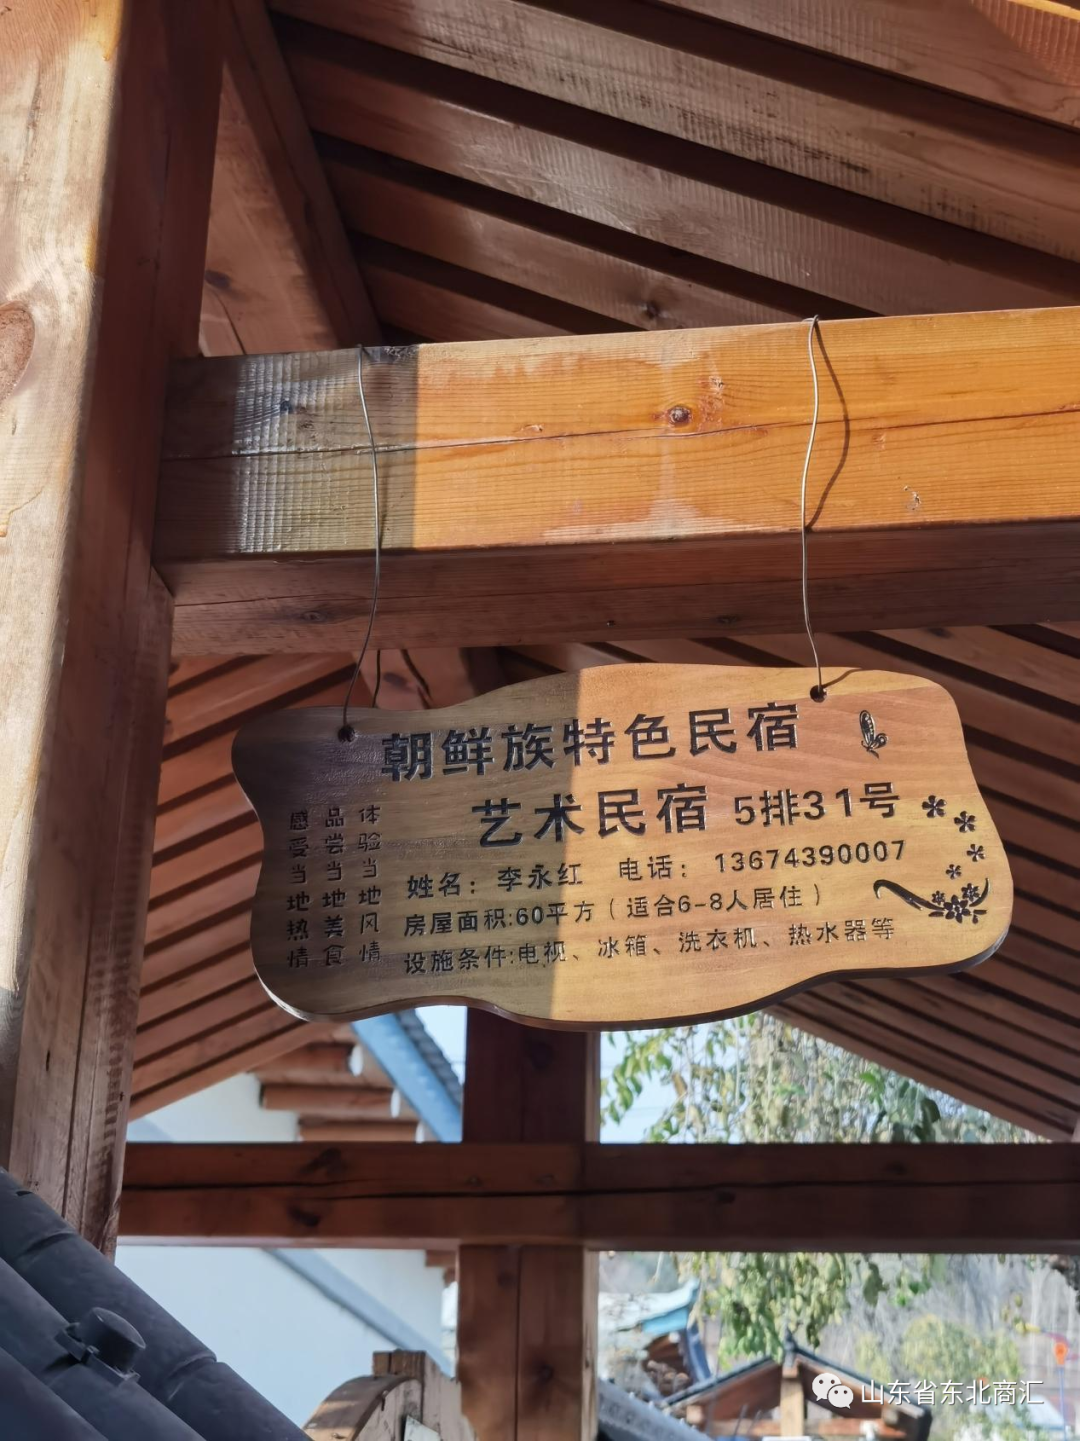 朝鲜族特色民宿
艺术民宿 5排31号
姓名：李永红 电话：13674390007
房屋面积:60平方（适合6-8人居住）
设施条件:电视、冰箱、洗衣机、热水器等
体验当地风情
品尝当地美食
感受当地热情
山东省东北商汇